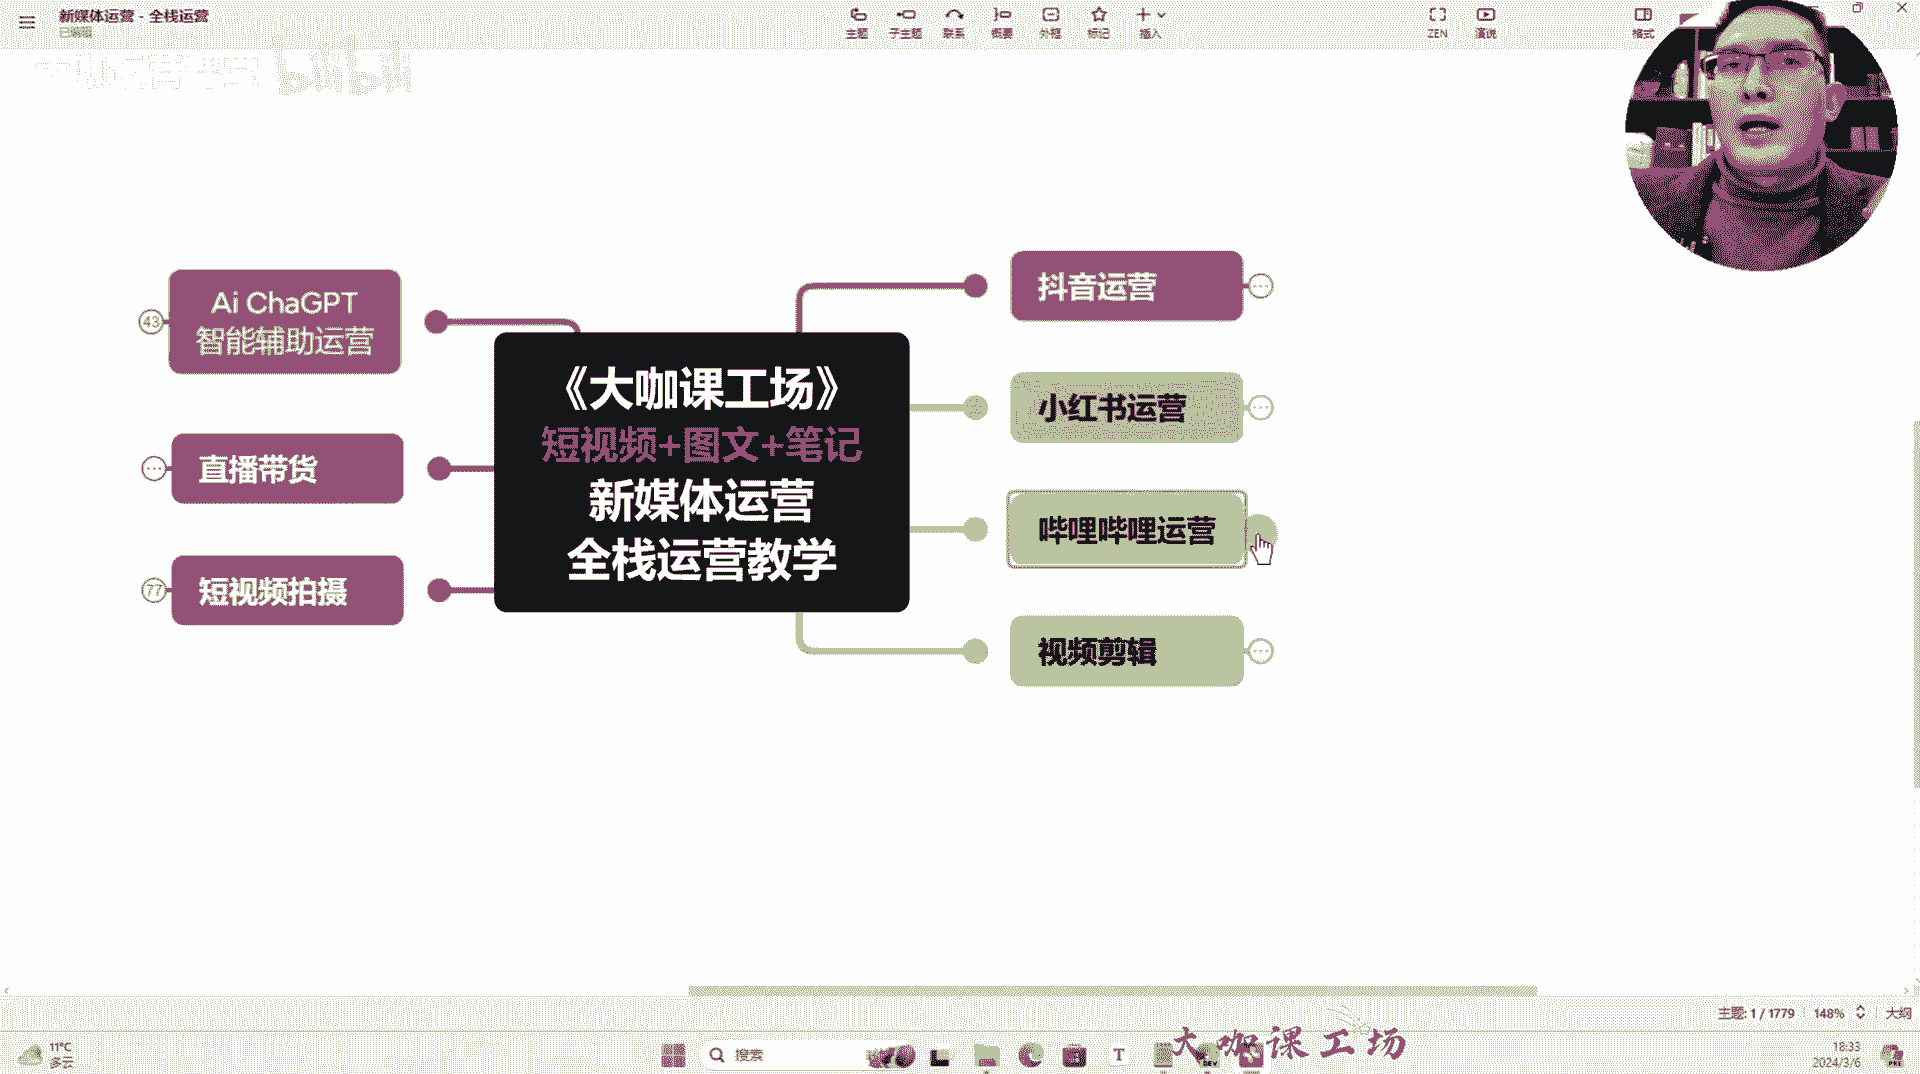 新媒体运营 - 全栈运营
已编辑
主题
子主题
联系
概要
外框
标记
插入
ZEN
演说
格式
bilibili
Ai ChaGPT
智能辅助运营
43
直播带货
短视频拍摄
77
《大咖课工场》
短视频+图文+笔记
新媒体运营
全栈运营教学
抖音运营
小红书运营
哔哩哔哩运营
视频剪辑
主题: 1 / 1779
148%
大纲
11°C
多云
搜索
大咖课工场
18:33
2024/3/6